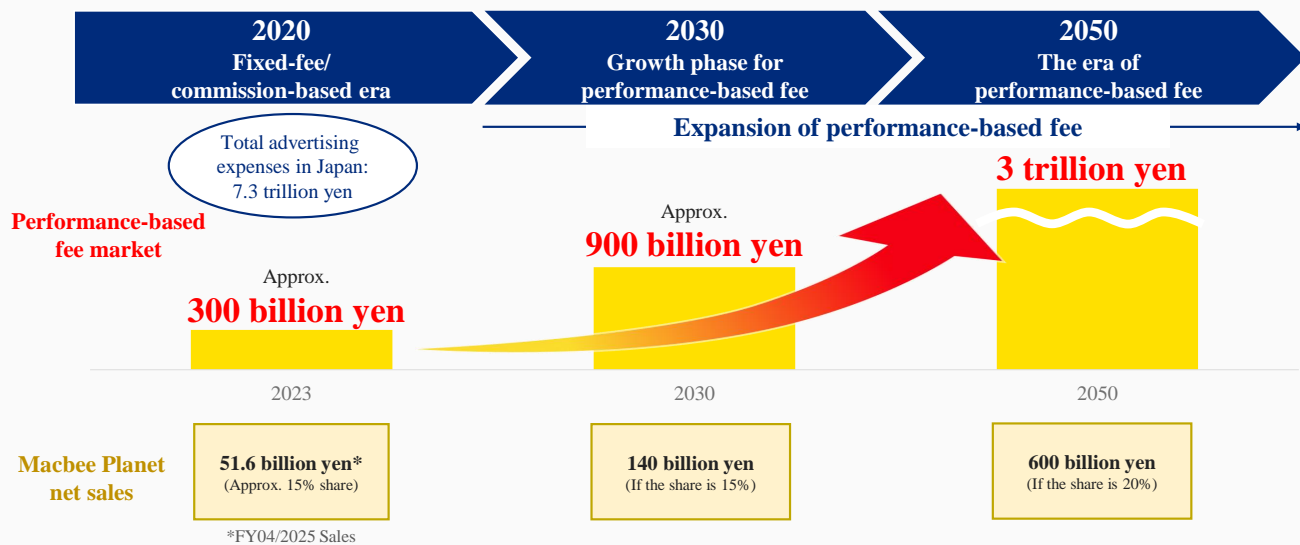 2020
Fixed-fee/
commission-based era
2030
Growth phase for
performance-based fee
2050
The era of
performance-based fee
Expansion of performance-based fee
Total advertising
expenses in Japan:
7.3 trillion yen
Performance-based
fee market
Approx.
300 billion yen
Approx.
900 billion yen
3 trillion yen
2023
2030
2050
Macbee Planet
net sales
51.6 billion yen*
(Approx. 15% share)
140 billion yen
(If the share is 15%)
600 billion yen
(If the share is 20%)
*FY04/2025 Sales